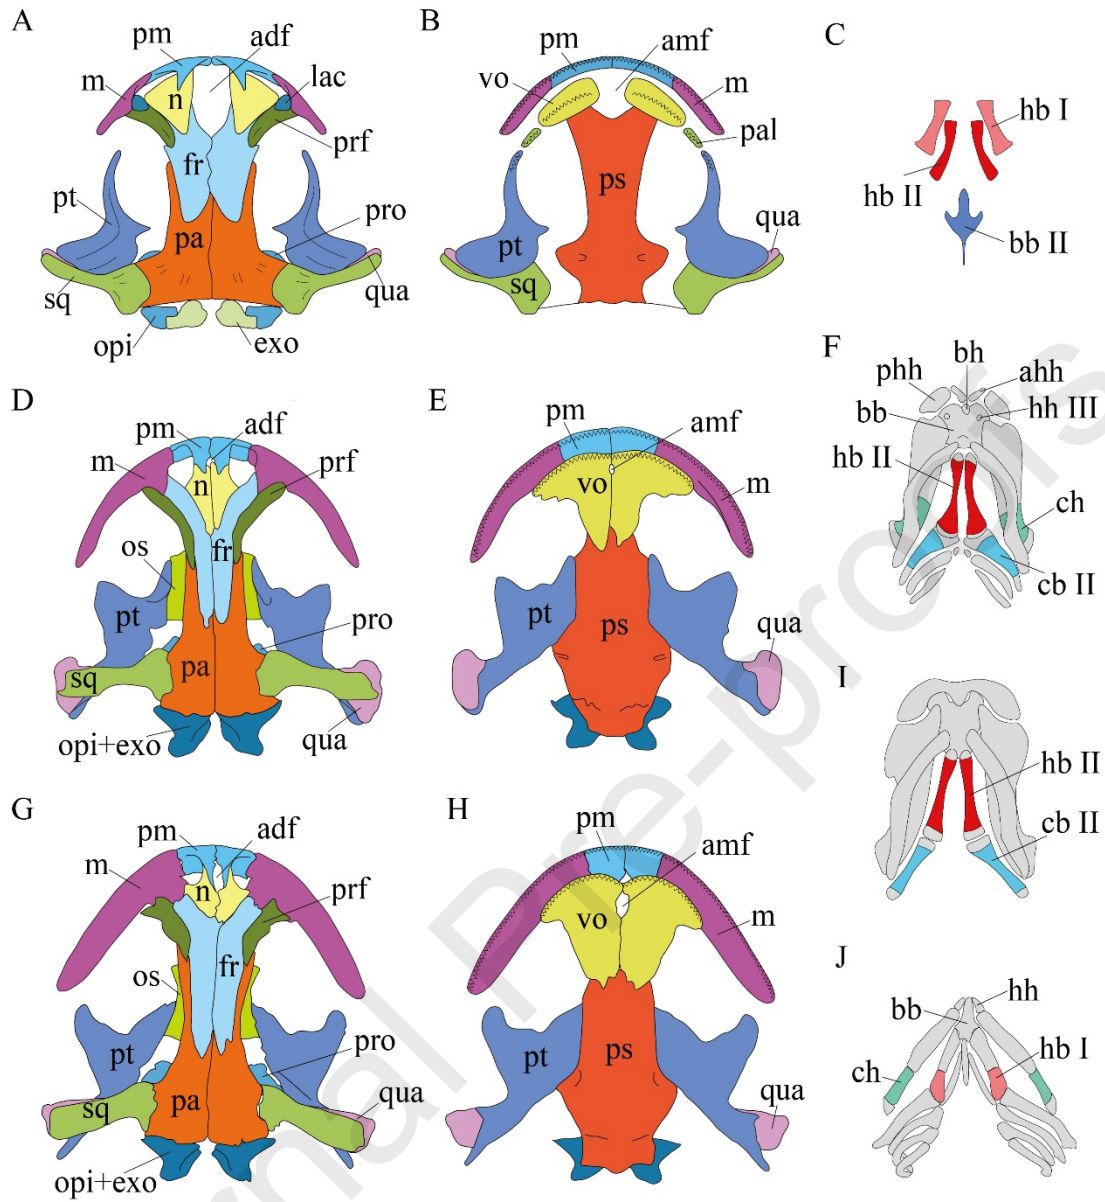 A
pm
adf
m
n
lac
prf
fr
pt
pro
pa
sq
qua
opi
exo
B
pm
amf
vo
m
pal
ps
qua
pt
sq
C
hb I
hb II
bb II
D
pm
adf
m
prf
n
os
fr
pt
pro
pa
sq
qua
opi+exo
E
pm
amf
vo
m
pt
ps
qua
F
bh
phh
ahh
bb
hh III
hb II
ch
cb II
G
pm
adf
m
n
prf
os
fr
pt
pro
sq
pa
qua
opi+exo
H
pm
amf
vo
m
pt
ps
qua
I
hb II
cb II
J
hh
bb
hb I
ch
rnal Pre-proofs